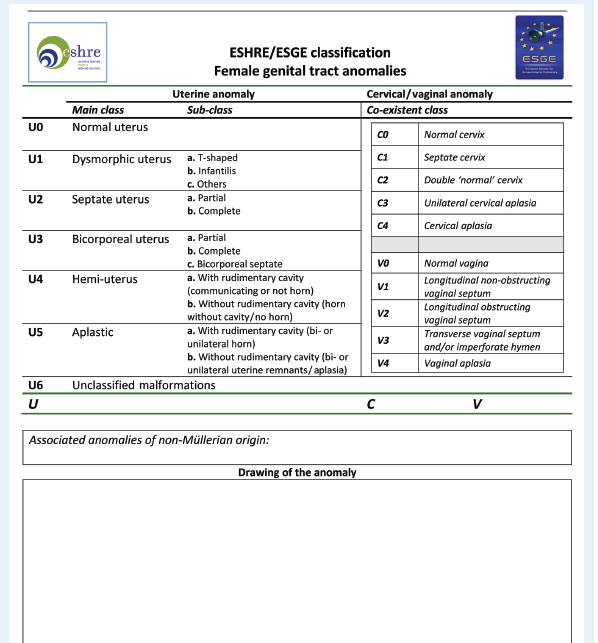 eshre
ESGE
ESHRE/ESGE classification
Female genital tract anomalies
Uterine anomaly
Cervical/vaginal anomaly
Main class Sub-class Co-existent class
U0 Normal uterus
U1 Dysmorphic uterus a. T-shaped
b. Infantilis
c. Others
U2 Septate uterus a. Partial
b. Complete
U3 Bicorporeal uterus a. Partial
b. Complete
c. Bicorporeal septate
U4 Hemi-uterus a. With rudimentary cavity
(communicating or not horn)
b. Without rudimentary cavity (horn
without cavity/no horn)
U5 Aplastic a. With rudimentary cavity (bi- or
unilateral horn)
b. Without rudimentary cavity (bi- or
unilateral uterine remnants/aplasia)
U6 Unclassified malformations
C0 Normal cervix
C1 Septate cervix
C2 Double ‘normal’ cervix
C3 Unilateral cervical aplasia
C4 Cervical aplasia
V0 Normal vagina
V1 Longitudinal non-obstructing
vaginal septum
V2 Longitudinal obstructing
vaginal septum
V3 Transverse vaginal septum
and/or imperforate hymen
V4 Vaginal aplasia
U C V
Associated anomalies of non-Müllerian origin:
Drawing of the anomaly